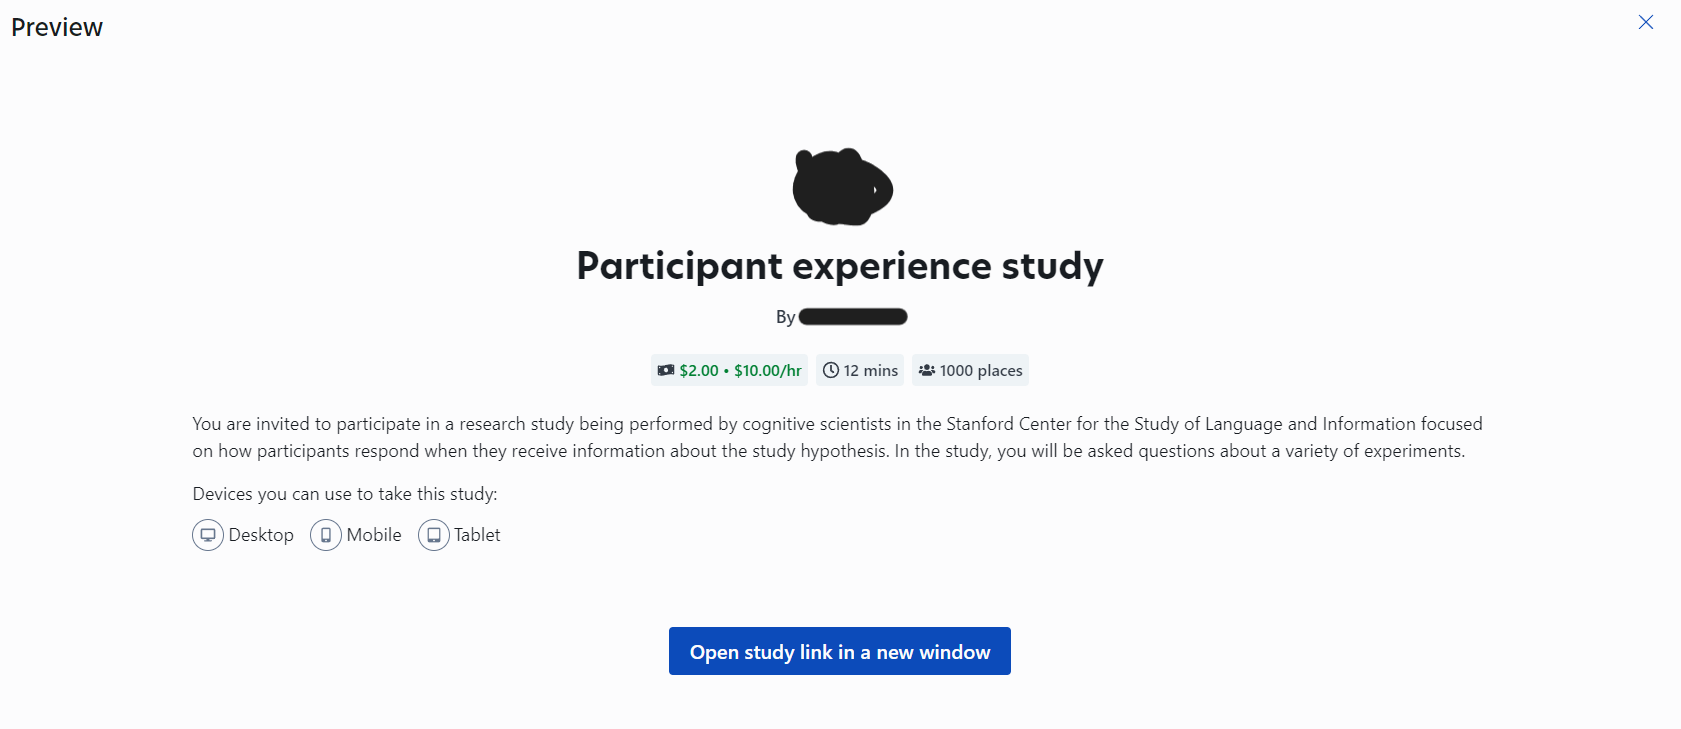 Preview
Participant experience study
By
$2.00 • $10.00/hr 12 mins 1000 places
You are invited to participate in a research study being performed by cognitive scientists in the Stanford Center for the Study of Language and Information focused
on how participants respond when they receive information about the study hypothesis. In the study, you will be asked questions about a variety of experiments.
Devices you can use to take this study:
Desktop Mobile Tablet
Open study link in a new window